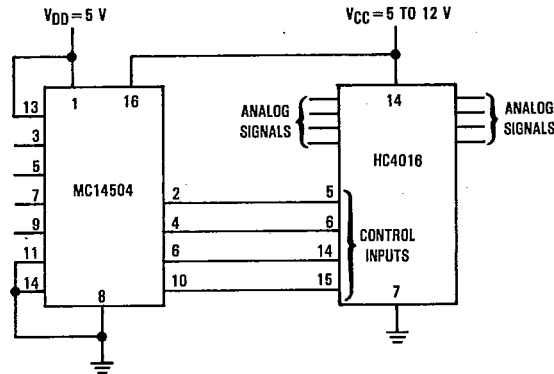 VDD=5 V
VCC=5 TO 12 V
13
1
16
14
ANALOG
SIGNALS
ANALOG
SIGNALS
3
5
MC14504
HC4016
7
2
5
9
4
6
CONTROL
INPUTS
11
6
14
14
10
15
8
7